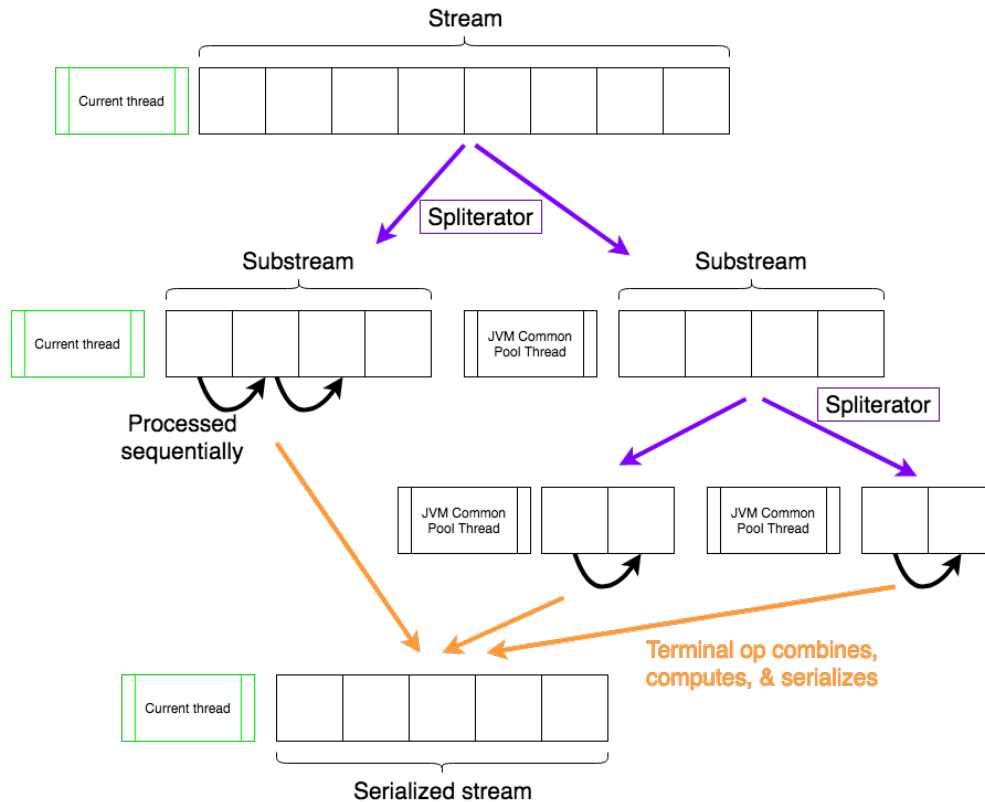 Stream
Current thread
Spliterator
Substream
Substream
Current thread
JVM Common
Pool Thread
Processed
sequentially
Spliterator
JVM Common
Pool Thread
JVM Common
Pool Thread
Terminal op combines,
computes, & serializes
Current thread
Serialized stream